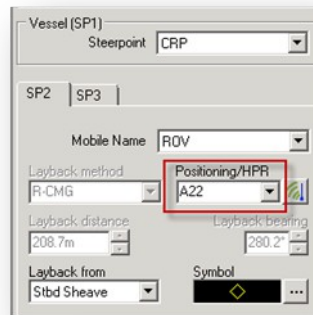 Vessel (SP1)
Steerpoint CRP
SP2 SP3
Mobile Name ROV
Layback method Positioning/HPR
R-CMG A22
Layback distance Layback bearing
208.7m 280.2°
Layback from Symbol
Stbd Sheave ...